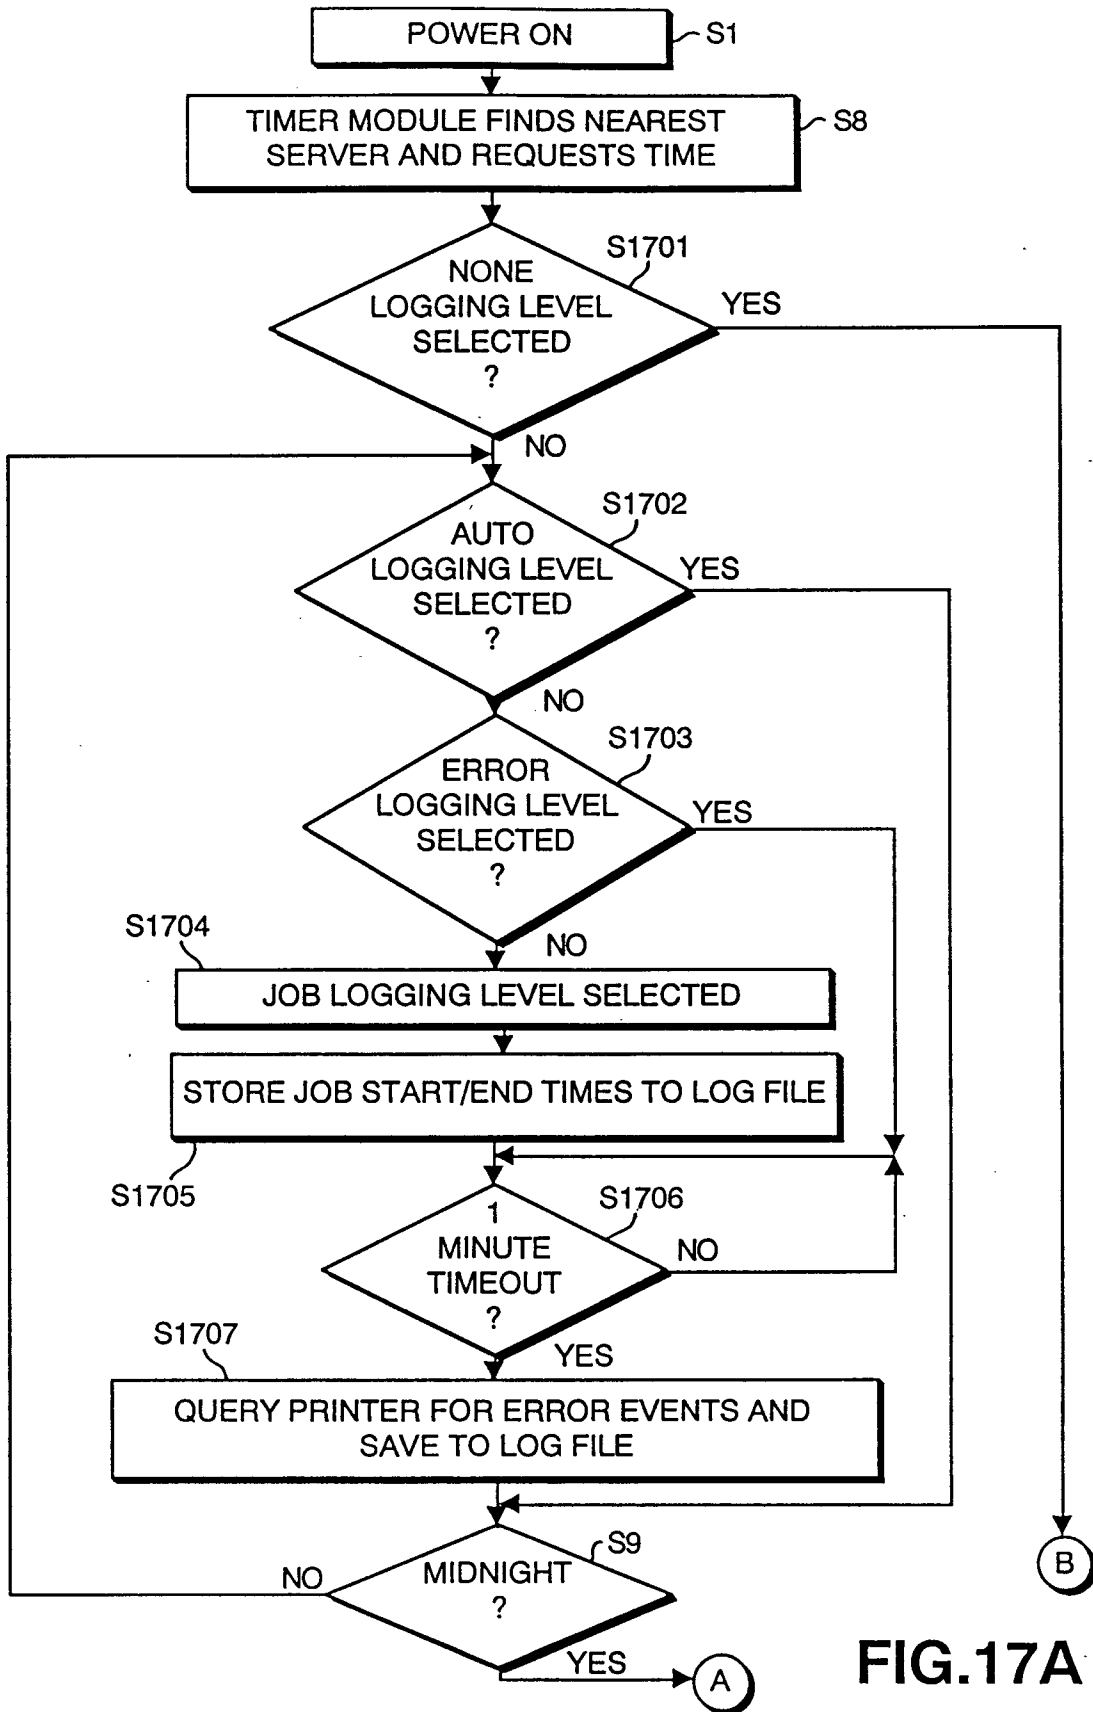 POWER ON
S1
TIMER MODULE FINDS NEAREST
SERVER AND REQUESTS TIME
S8
S1701
NONE
LOGGING LEVEL
SELECTED
?
YES
NO
S1702
AUTO
LOGGING LEVEL
SELECTED
?
YES
NO
S1703
ERROR
LOGGING LEVEL
SELECTED
?
YES
NO
S1704
JOB LOGGING LEVEL SELECTED
STORE JOB START/END TIMES TO LOG FILE
S1705
S1706
1
MINUTE
TIMEOUT
?
NO
YES
S1707
QUERY PRINTER FOR ERROR EVENTS AND
SAVE TO LOG FILE
S9
MIDNIGHT
?
NO
YES
A
B
FIG.17A